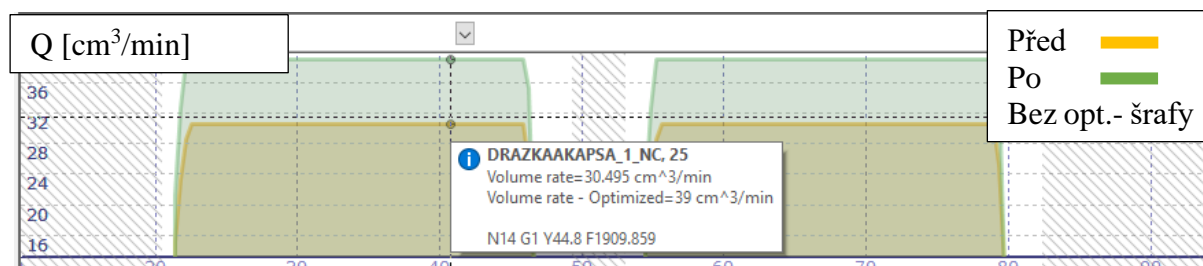 Q [cm³/min]
Před
Po
Bez opt.- šrafy
36
32
28
24
20
16
DRAZKAAKAPSA_1_NC, 25
Volume rate=30.495 cm^3/min
Volume rate - Optimized=39 cm^3/min
N14 G1 Y44.8 F1909.859